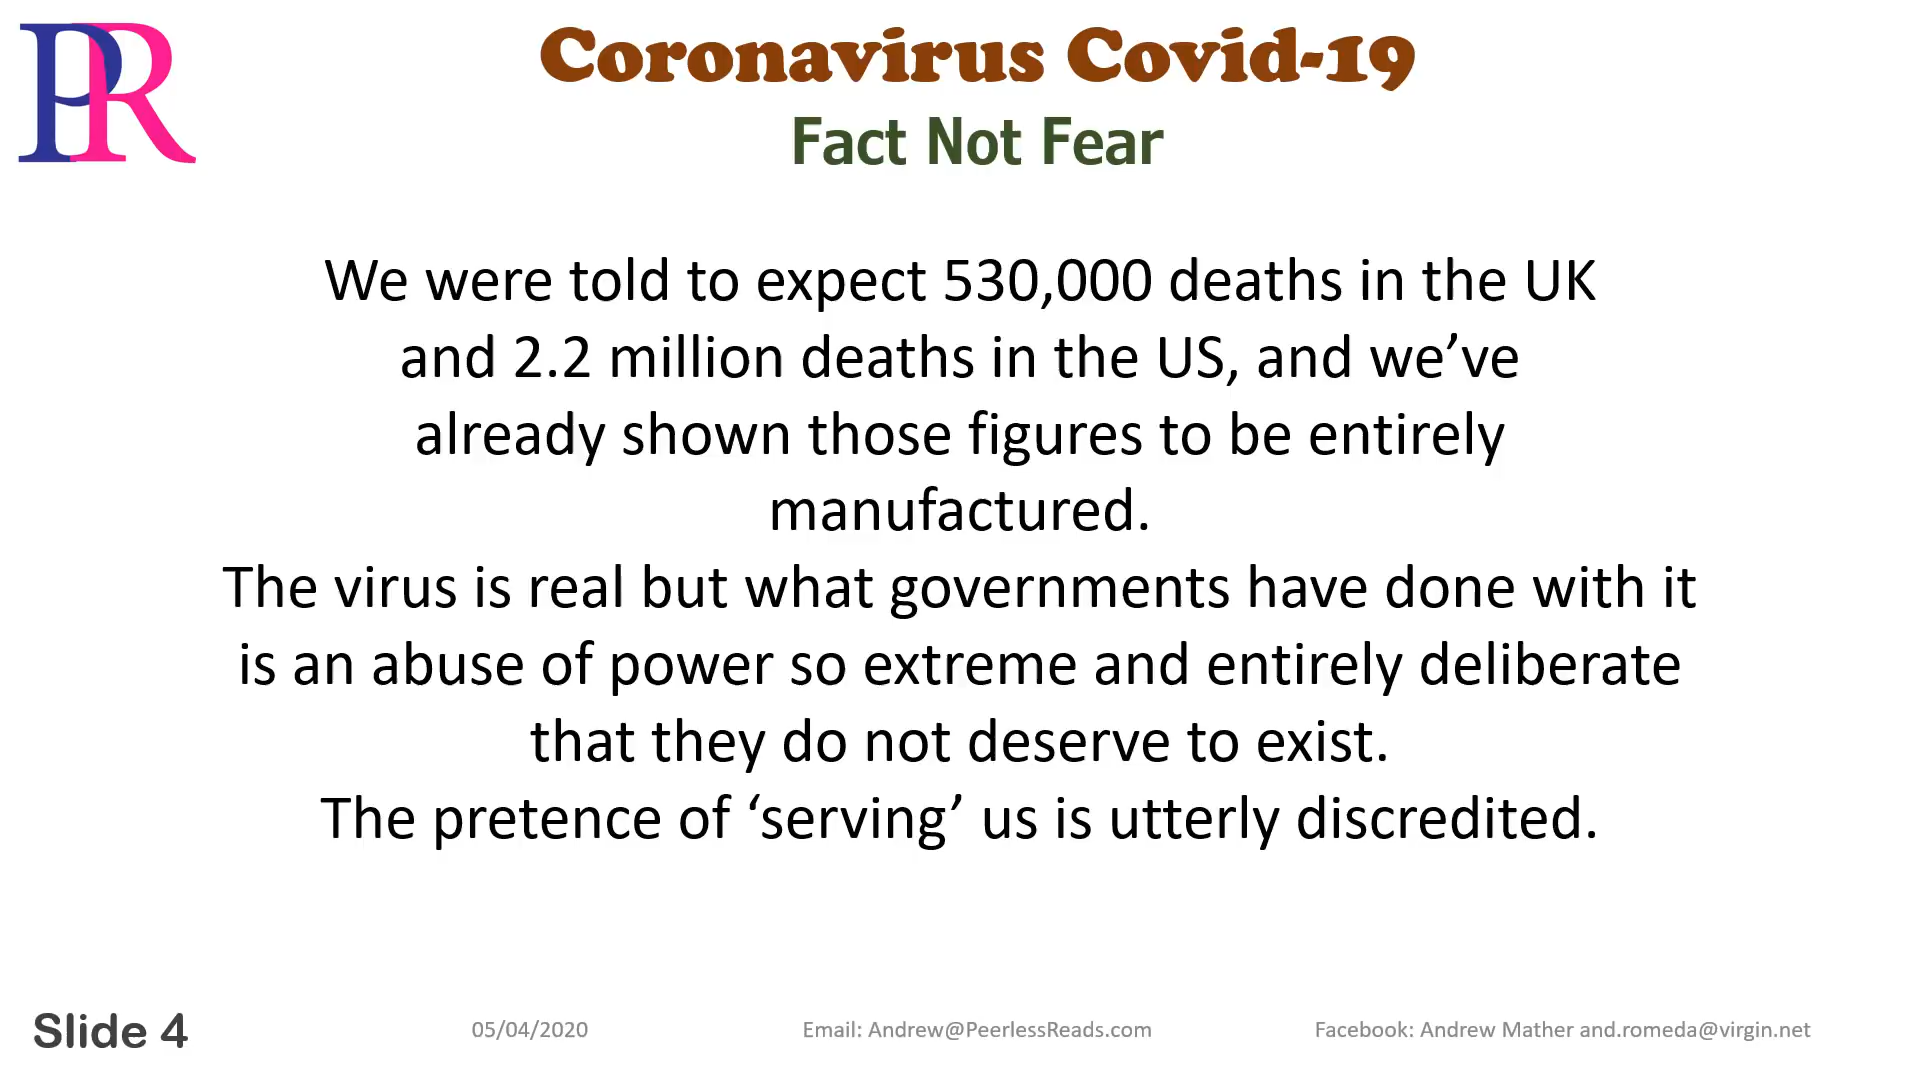 PR
Coronavirus Covid-19
Fact Not Fear
We were told to expect 530,000 deaths in the UK
and 2.2 million deaths in the US, and we’ve
already shown those figures to be entirely
manufactured.
The virus is real but what governments have done with it
is an abuse of power so extreme and entirely deliberate
that they do not deserve to exist.
The pretence of ‘serving’ us is utterly discredited.
Slide 4
05/04/2020
Email: Andrew@PeerlessReads.com
Facebook: Andrew Mather and.romeda@virgin.net